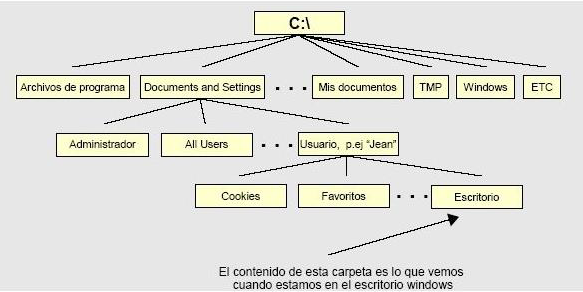 C:\
Archivos de programa
Documents and Settings
. . .
Mis documentos
TMP
Windows
ETC
Administrador
All Users
. . .
Usuario, p.ej “Jean”
Cookies
Favoritos
. . .
Escritorio
El contenido de esta carpeta es lo que vemos
cuando estamos en el escritorio windows